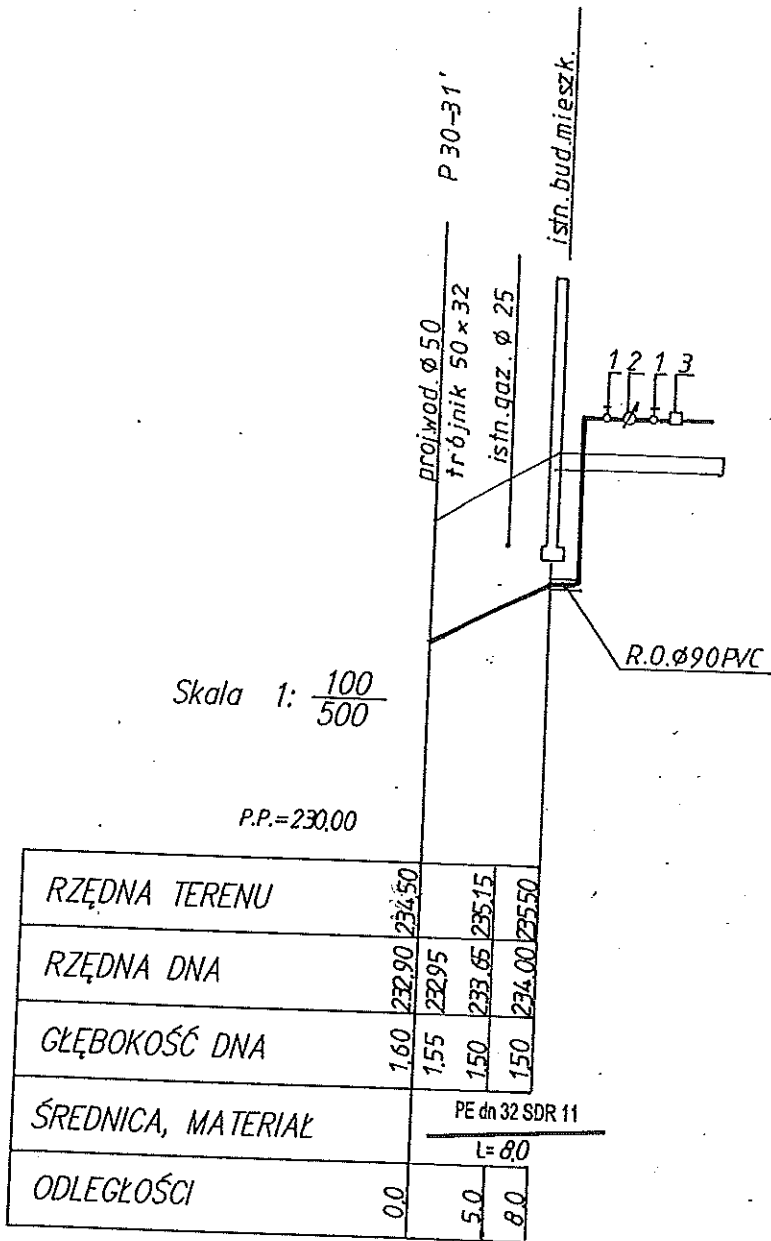 P 30-31'
istn. bud.mieszk.
proj.wod. ϕ 50
trójnik 50 x 32
istn. gaz. ϕ 25
1 2 1 3
R.O.ϕ90PVC
Skala 1: 100
500
P.P.=230.00
RZĘDNA TERENU 234.50 235.15 235.50
RZĘDNA DNA 232.90 232.95 233.65 234.00
GŁĘBOKOŚĆ DNA 1.60 1.55 1.50 1.50
ŚREDNICA, MATERIAŁ PE dn 32 SDR 11
L= 8.0
ODLEGŁOŚCI 0.0 5.0 8.0